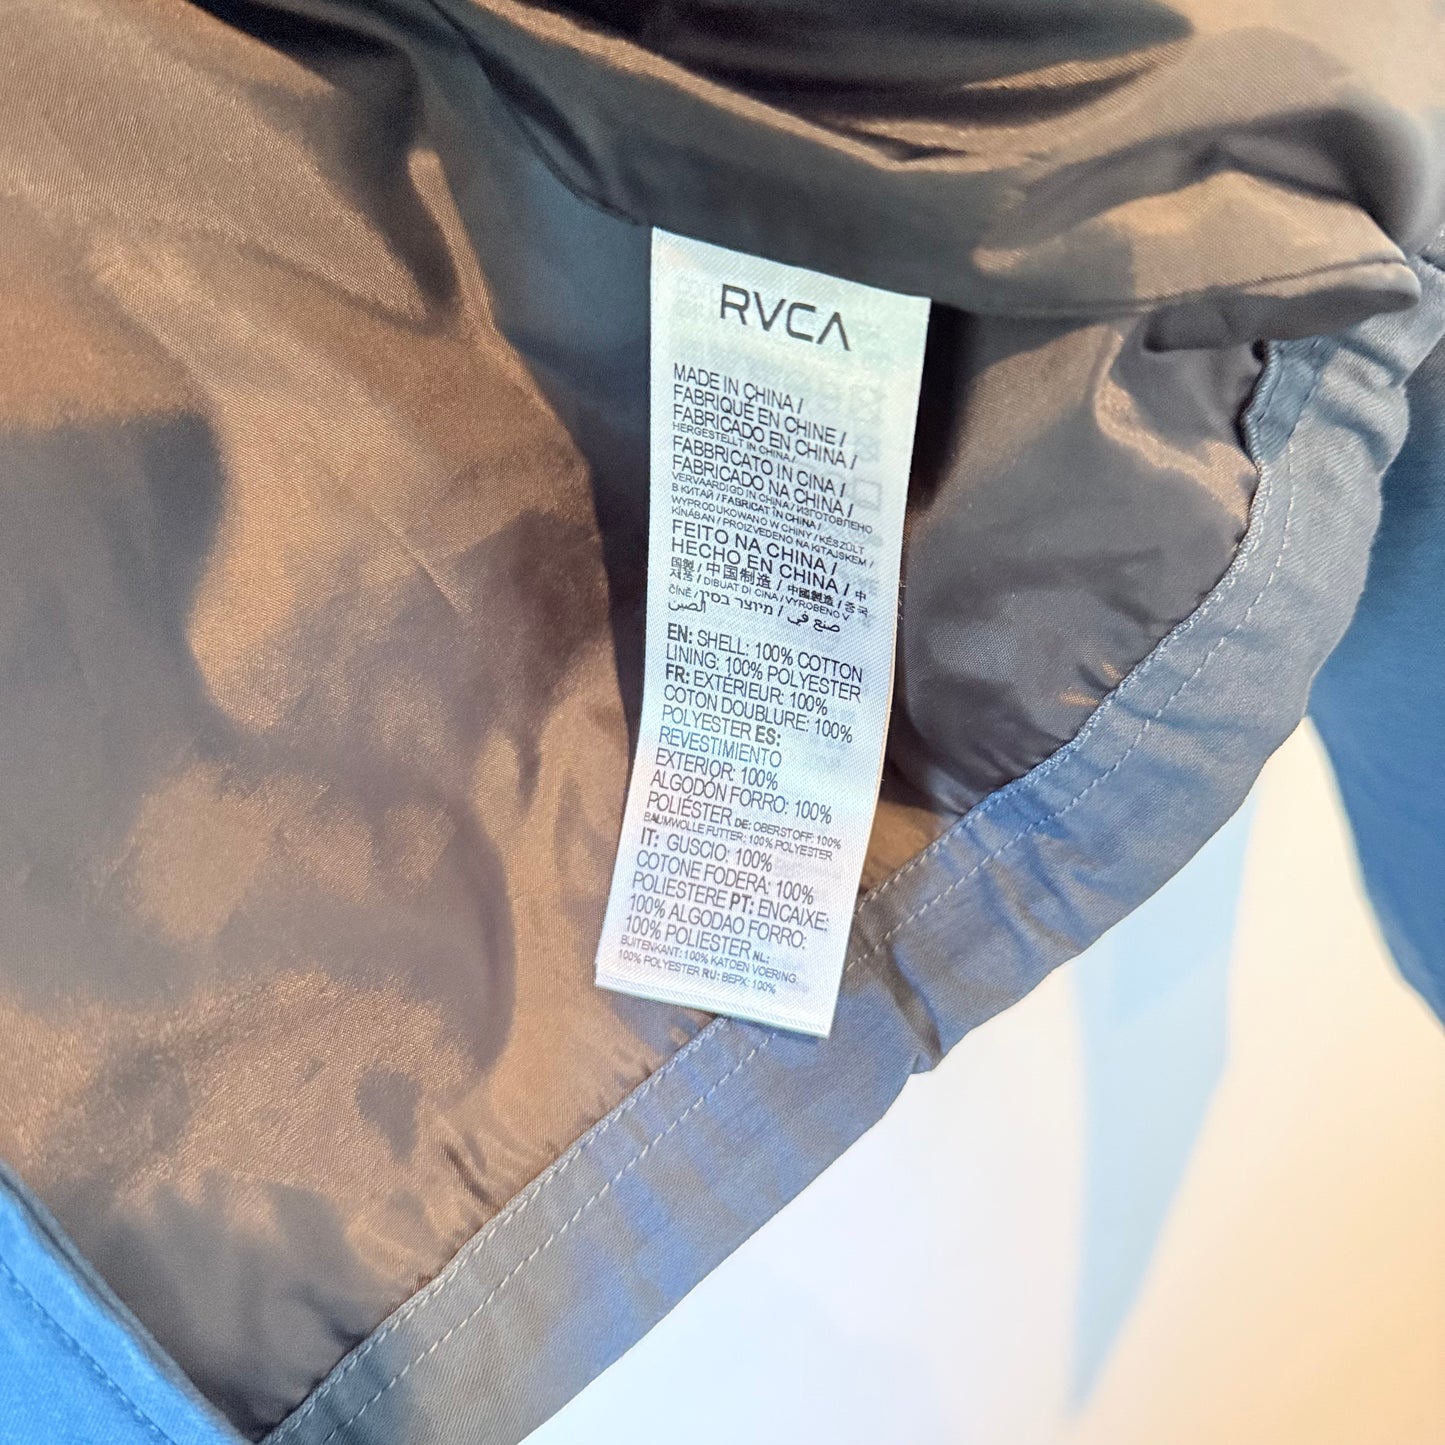 RVCA
MADE IN CHINA /
FABRIQUÉ EN CHINE /
FABRICADO EN CHINA /
HERGESTELLT IN CHINA /
FABBRICATO IN CINA /
FABRICADO NA CHINA /
VERVAARDIGD IN CHINA / ИЗГОТОВЛЕНО
В КИТАЙ / FABRICAT ÎN CHINA /
WYPRODUKOWANO W CHINY / KÉSZÜLT
KÍNÁBAN / PROIZVEDENO NA KITAJSKEM /
FEITO NA CHINA /
HECHO EN CHINA / 中
国製 / 中国制造 / 中國製造 / 중국
제품 / DIBUAT DI CINA / VYROBENO V
ČÍNĚ / מיוצר בסין / صنع في
الصين
EN: SHELL: 100% COTTON
LINING: 100% POLYESTER
FR: EXTÉRIEUR: 100%
COTON DOUBLURE: 100%
POLYESTER ES:
REVESTIMIENTO
EXTERIOR: 100%
ALGODÓN FORRO: 100%
POLIÉSTER DE: OBERSTOFF: 100%
BAUMWOLLE FUTTER: 100% POLYESTER
IT: GUSCIO: 100%
COTONE FODERA: 100%
POLIESTERE PT: ENCAIXE:
100% ALGODAO FORRO:
100% POLIESTER NL:
BUITENKANT: 100% KATOEN VOERING:
100% POLYESTER RU: ВЕРХ: 100%